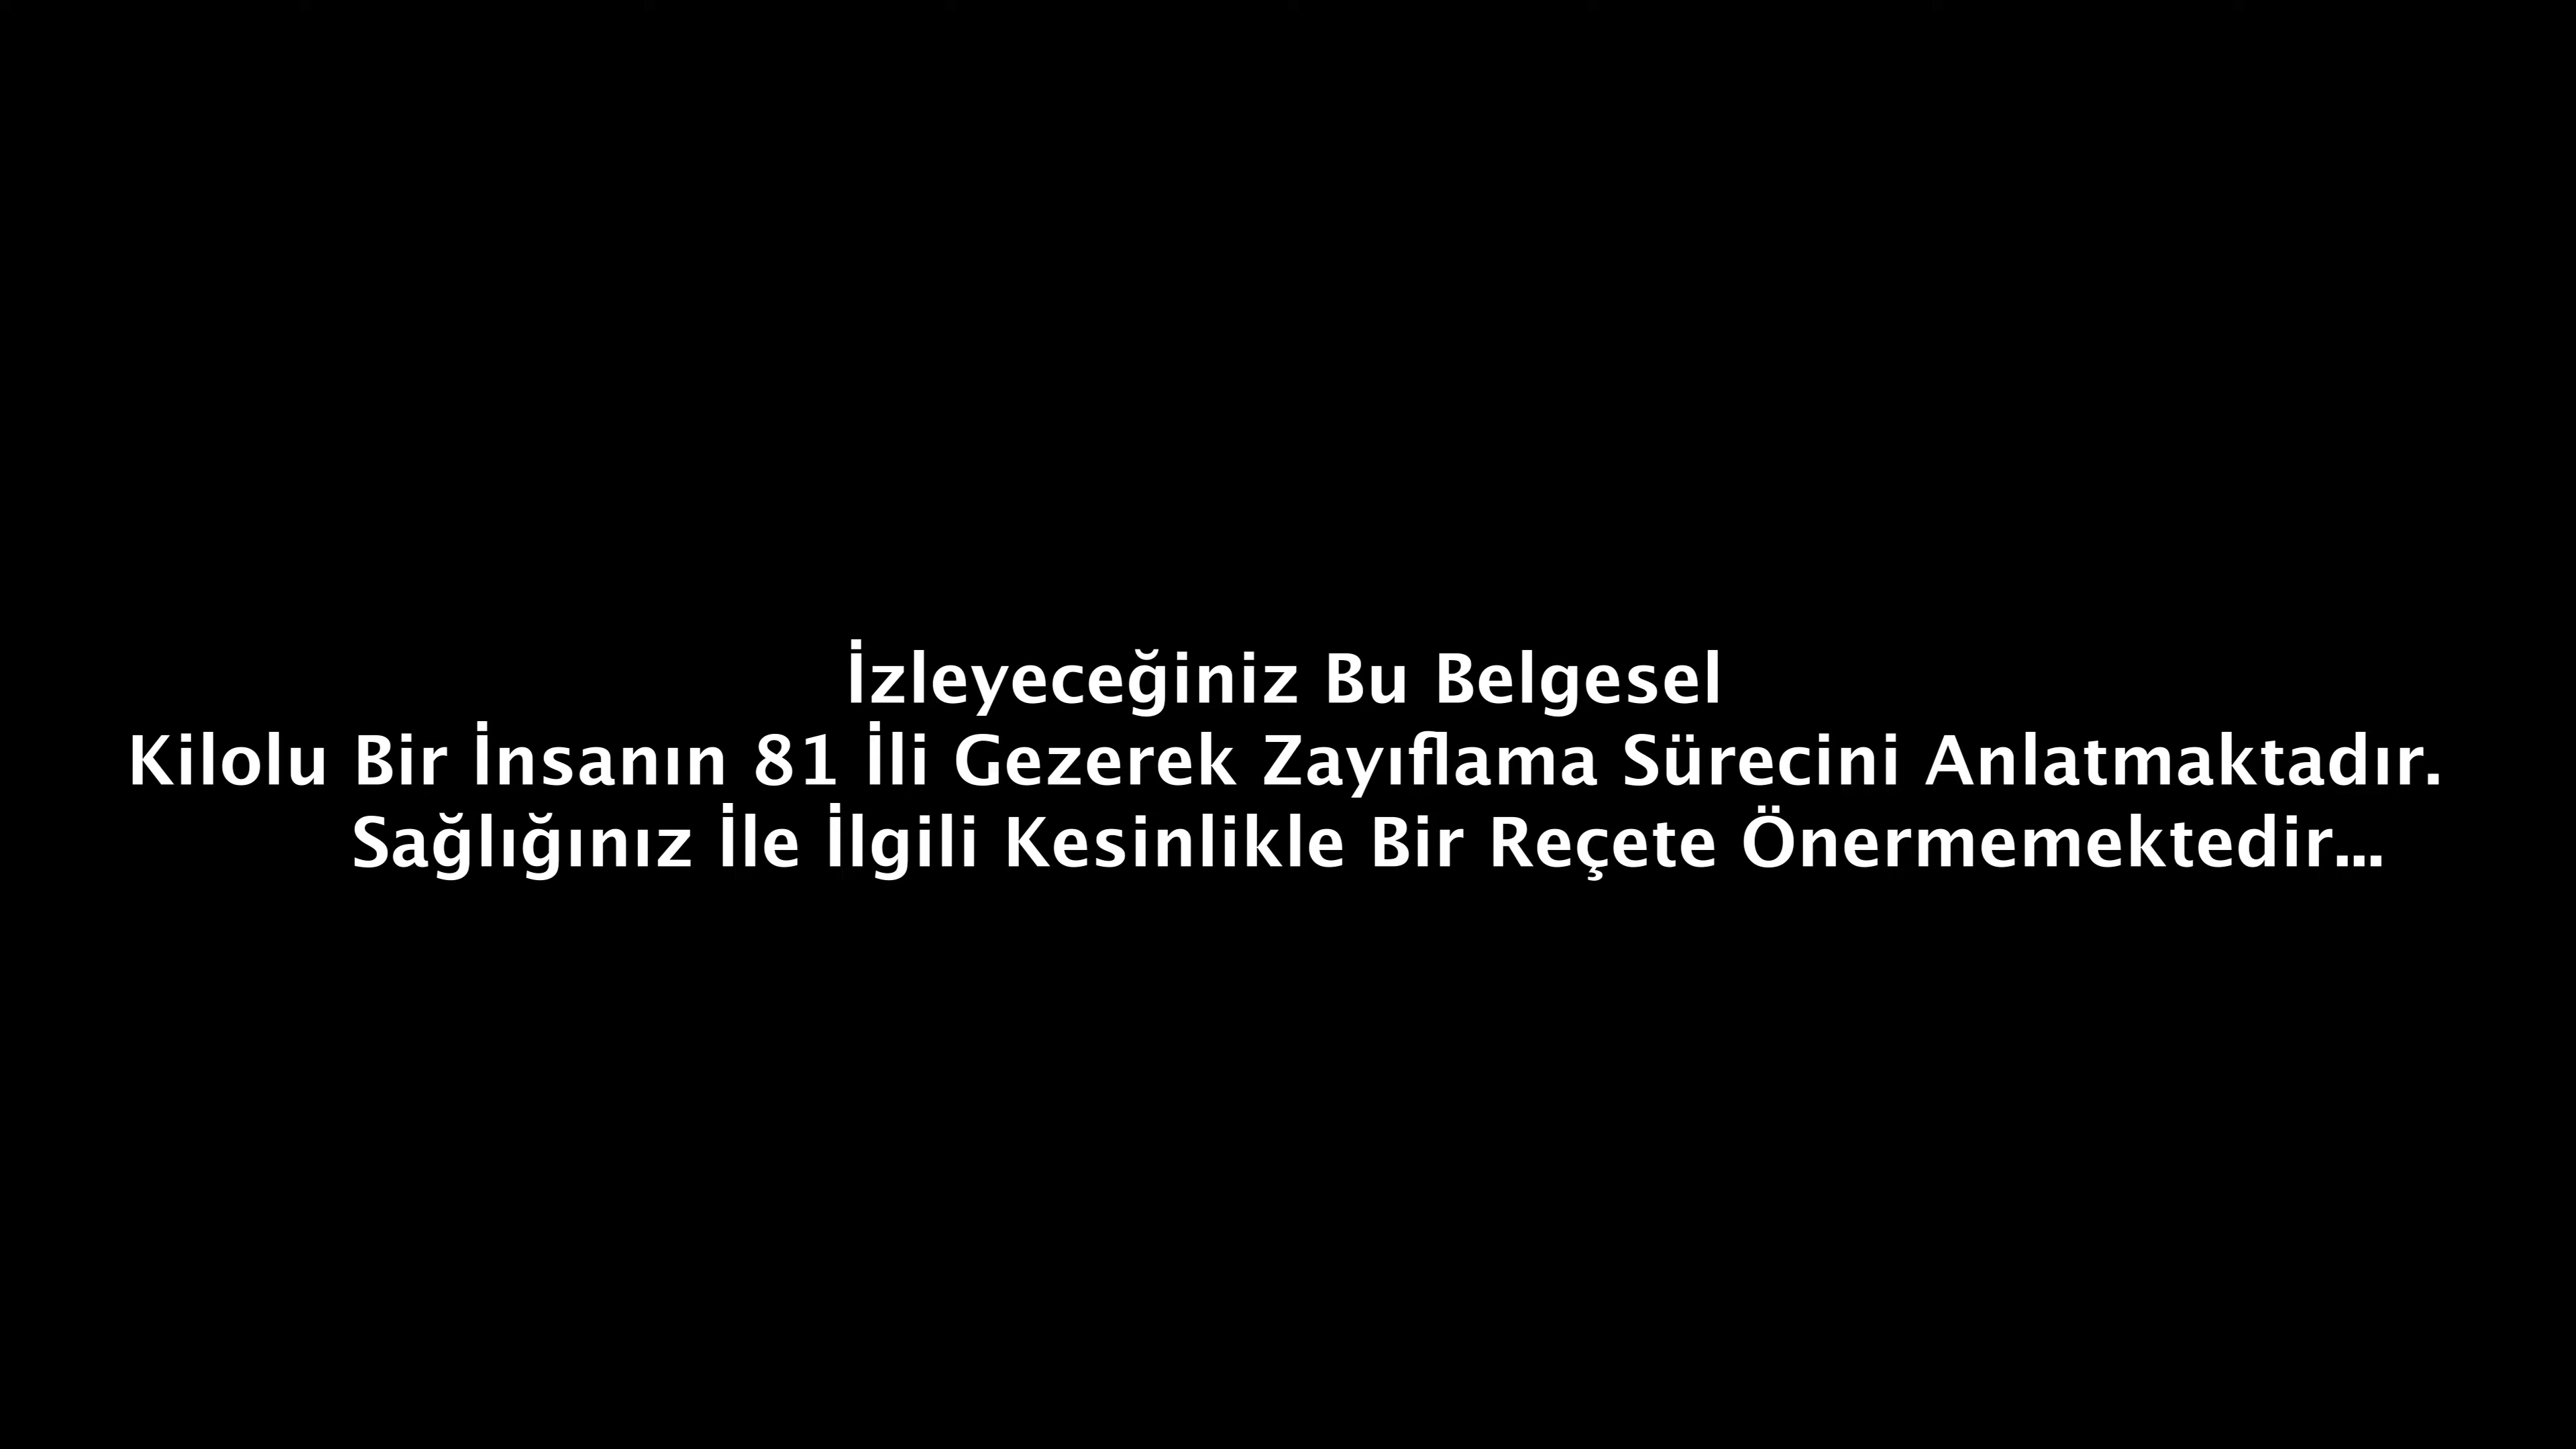 İzleyeceğiniz Bu Belgesel
Kilolu Bir İnsanın 81 İli Gezerek Zayıflama Sürecini Anlatmaktadır.
Sağlığınız İle İlgili Kesinlikle Bir Reçete Önermemektedir...